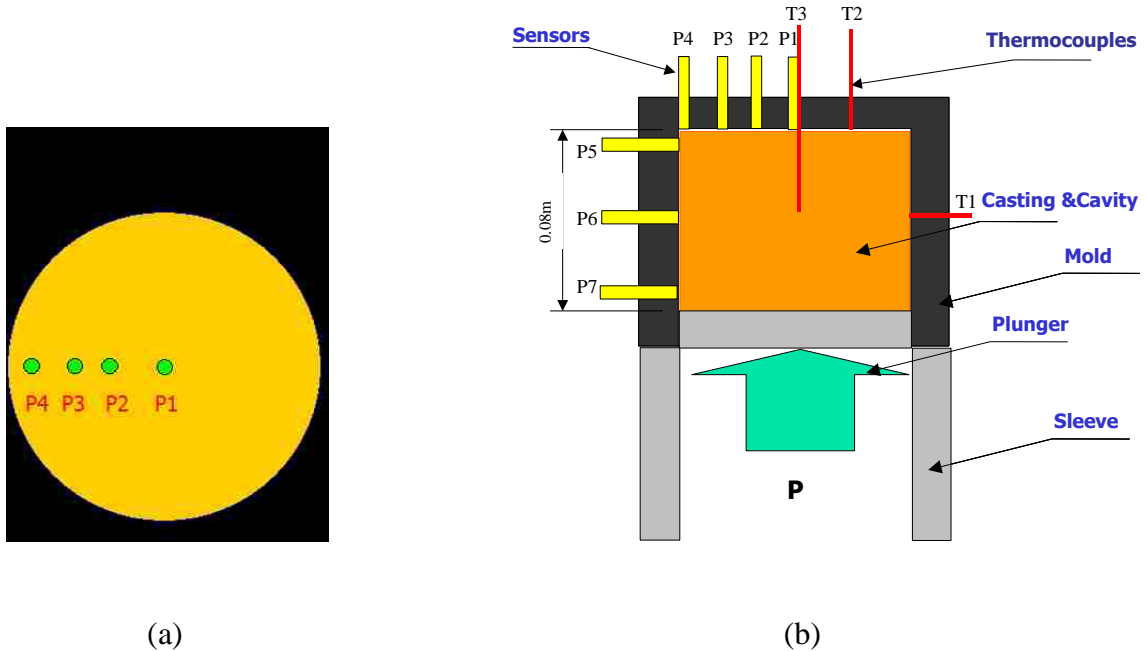 P4 P3 P2 P1
(a)
T3 T2
Sensors
P4 P3 P2 P1
Thermocouples
P5
P6
0.08m
P7
T1 Casting &Cavity
Mold
Plunger
Sleeve
P
(b)